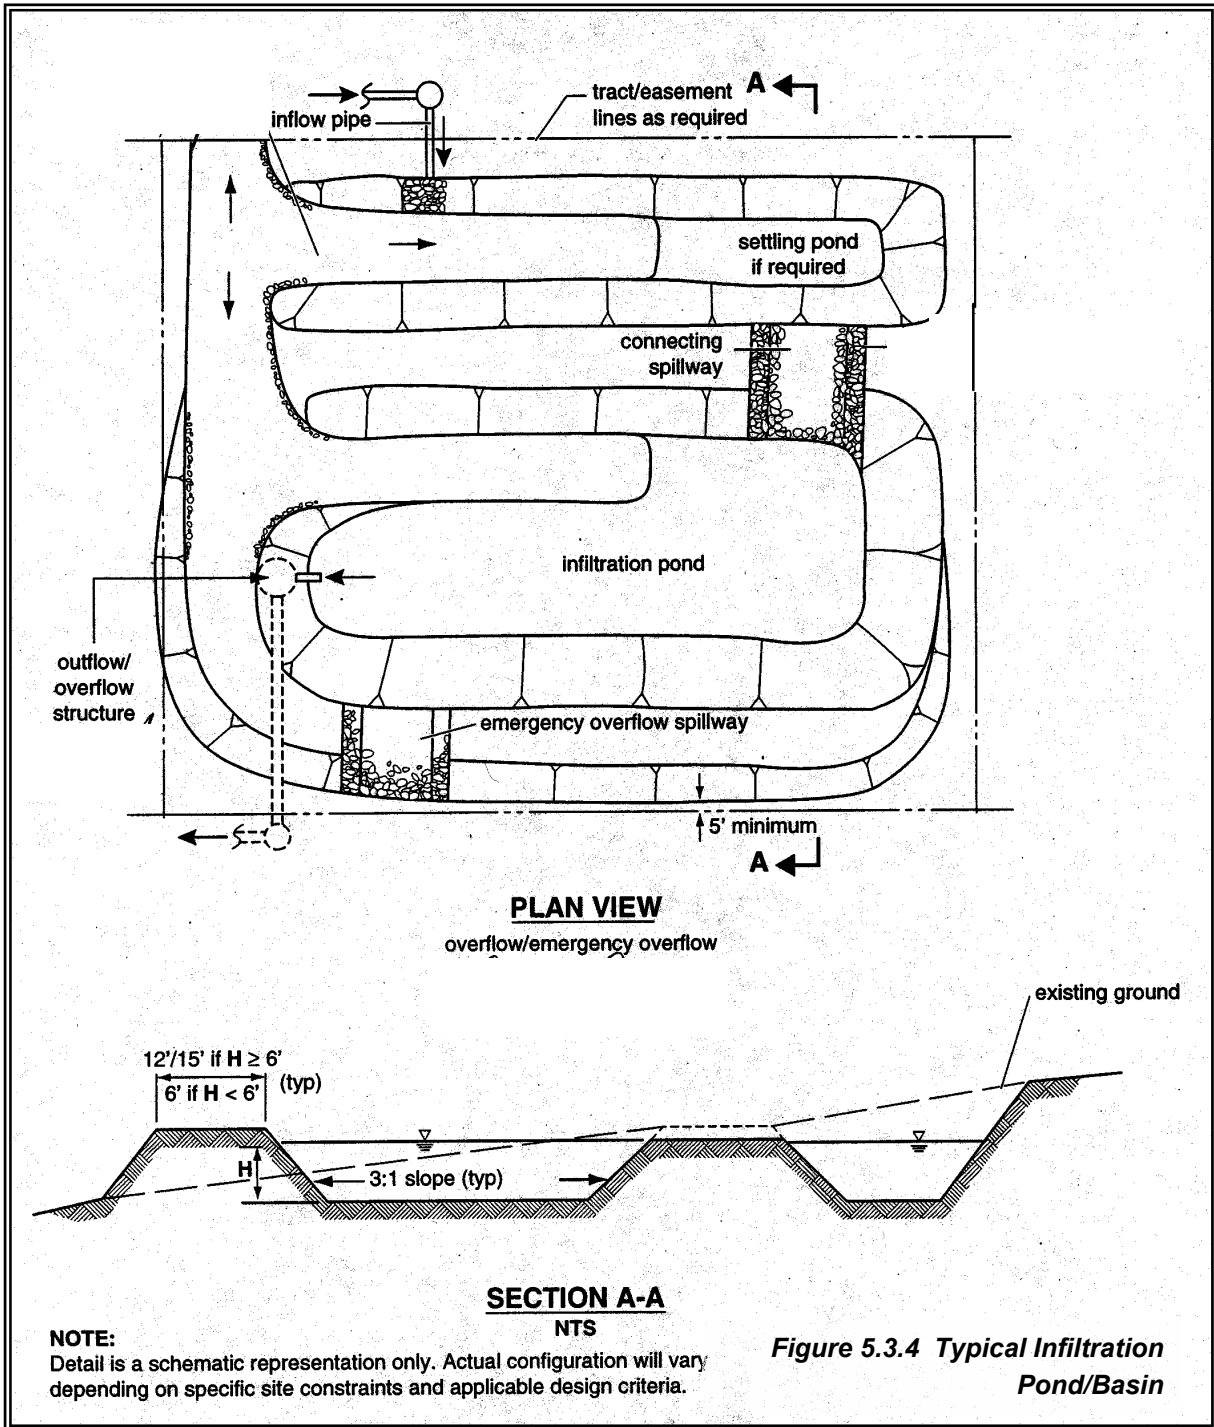 A
tract/easement
lines as required
inflow pipe
settling pond
if required
connecting
spillway
infiltration pond
outflow/
overflow
structure
emergency overflow spillway
5' minimum
A
PLAN VIEW
overflow/emergency overflow
existing ground
12'/15' if H ≥ 6'
(typ)
6' if H < 6'
H
3:1 slope (typ)
SECTION A-A
NTS
NOTE:
Detail is a schematic representation only. Actual configuration will vary
depending on specific site constraints and applicable design criteria.
Figure 5.3.4 Typical Infiltration
Pond/Basin